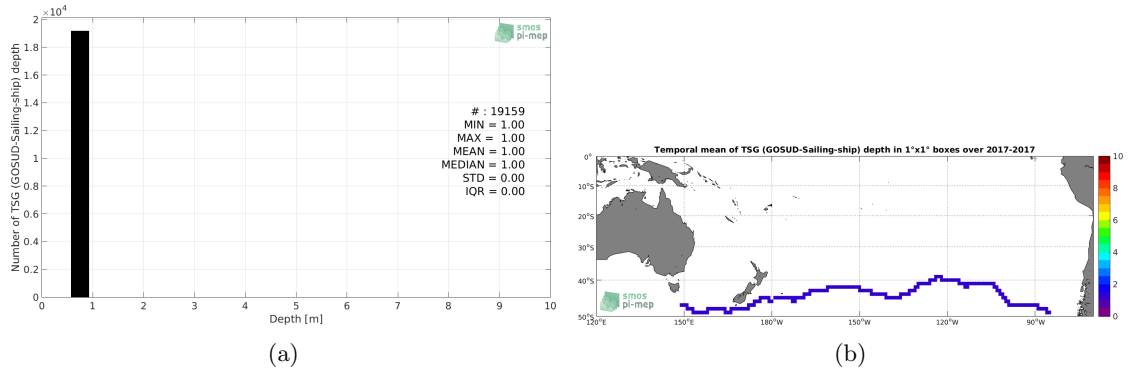 ×10⁴
2
1.8
1.6
1.4
1.2
1
0.8
0.6
0.4
0.2
0
Number of TSG (GOSUD-Sailing-ship) depth
smos
pi-mep
# : 19159
MIN = 1.00
MAX = 1.00
MEAN = 1.00
MEDIAN = 1.00
STD = 0.00
IQR = 0.00
0 1 2 3 4 5 6 7 8 9 10
Depth [m]
(a)
Temporal mean of TSG (GOSUD-Sailing-ship) depth in 1°x1° boxes over 2017-2017
0°
10°S
20°S
30°S
40°S
50°S
smos
pi-mep
120°E 150°E 180°W 150°W 120°W 90°W
10
8
6
4
2
0
(b)